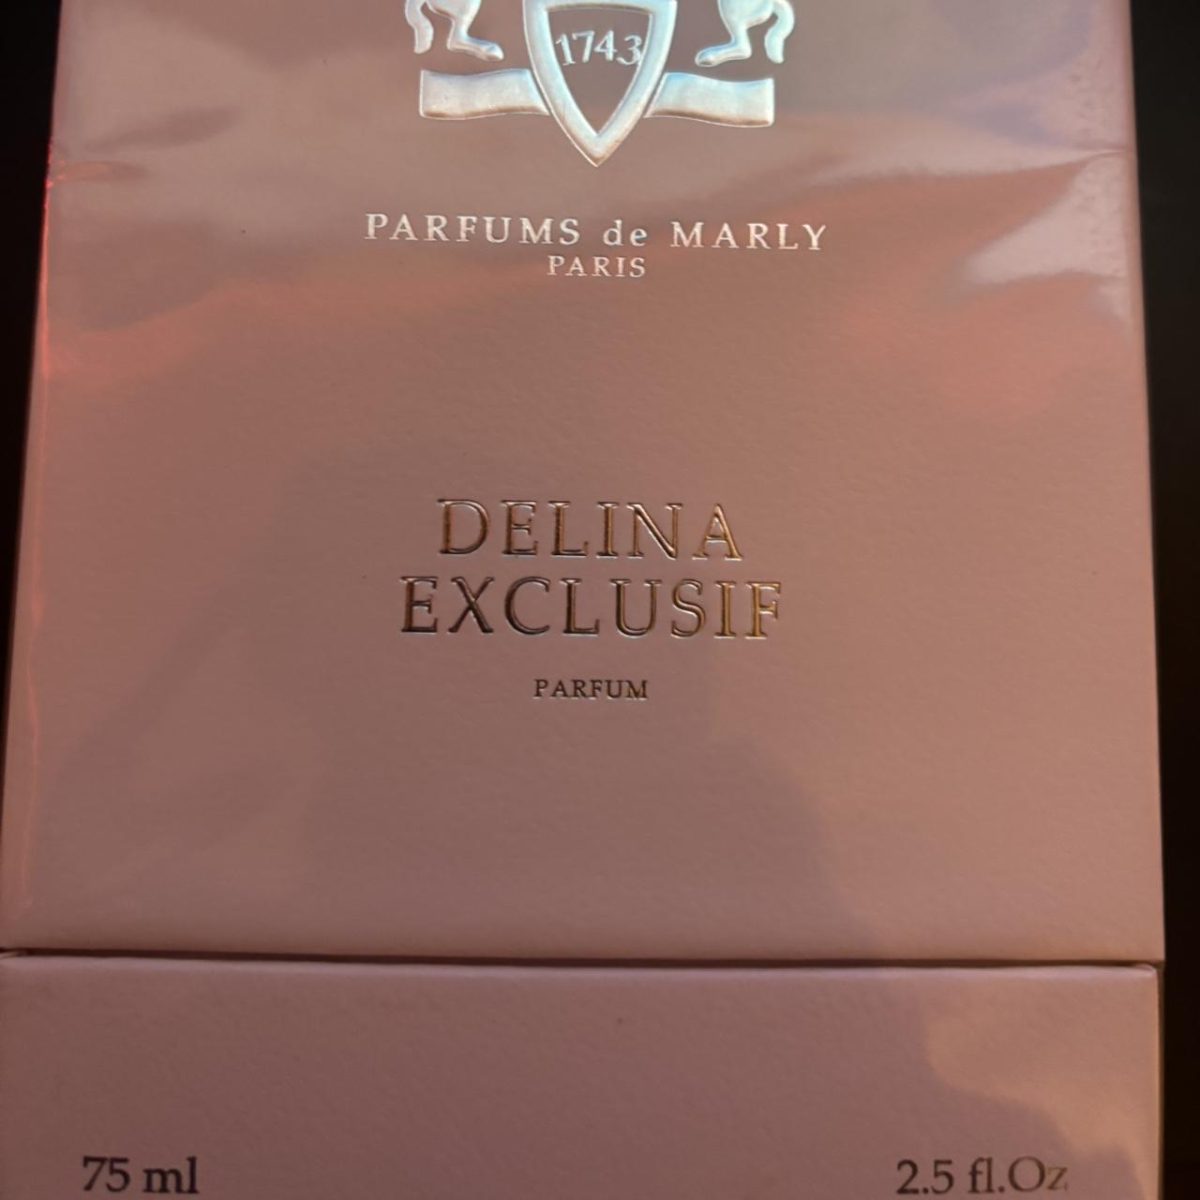 1743
PARFUMS de MARLY
PARIS
DELINA
EXCLUSIF
PARFUM
75 ml
2.5 fl.Oz